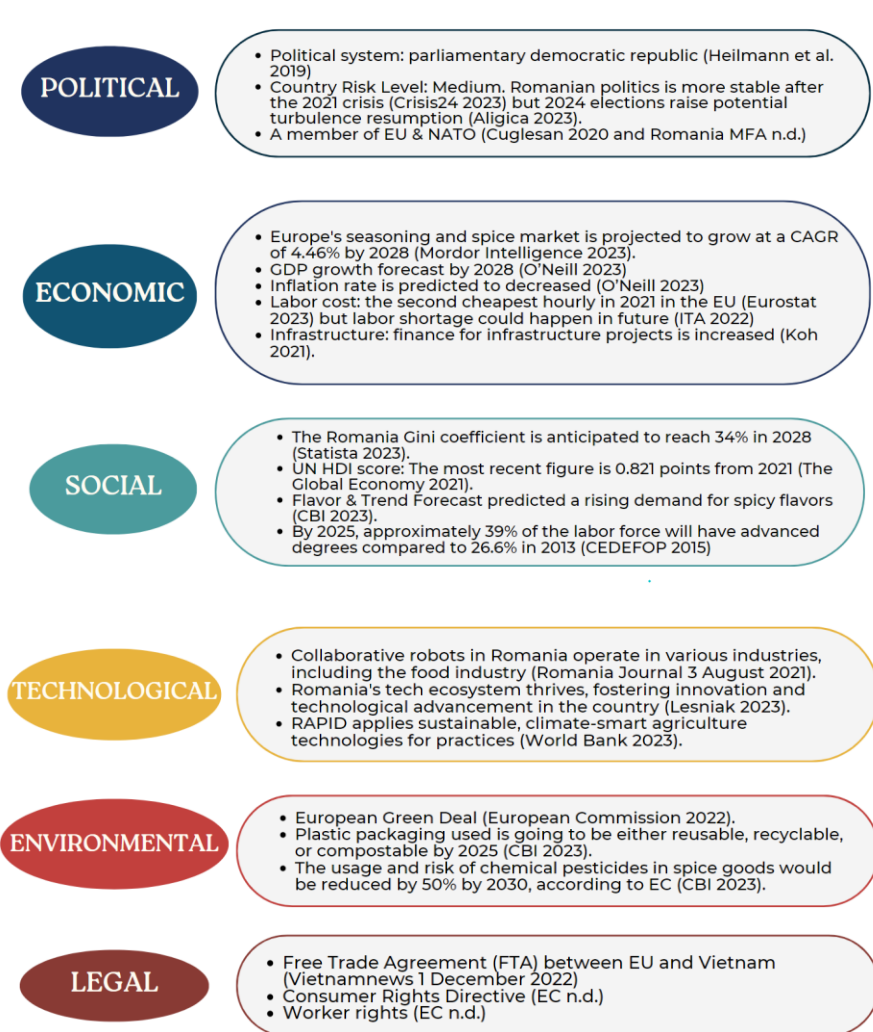 POLITICAL
• Political system: parliamentary democratic republic (Heilmann et al.
2019)
• Country Risk Level: Medium. Romanian politics is more stable after
the 2021 crisis (Crisis24 2023) but 2024 elections raise potential
turbulence resumption (Aligica 2023).
• A member of EU & NATO (Cuglesan 2020 and Romania MFA n.d.)
ECONOMIC
• Europe's seasoning and spice market is projected to grow at a CAGR
of 4.46% by 2028 (Mordor Intelligence 2023).
• GDP growth forecast by 2028 (O'Neill 2023)
• Inflation rate is predicted to decreased (O'Neill 2023)
• Labor cost: the second cheapest hourly in 2021 in the EU (Eurostat
2023) but labor shortage could happen in future (ITA 2022)
• Infrastructure: finance for infrastructure projects is increased (Koh
2021).
SOCIAL
• The Romania Gini coefficient is anticipated to reach 34% in 2028
(Statista 2023).
• UN HDI score: The most recent figure is 0.821 points from 2021 (The
Global Economy 2021).
• Flavor & Trend Forecast predicted a rising demand for spicy flavors
(CBI 2023).
• By 2025, approximately 39% of the labor force will have advanced
degrees compared to 26.6% in 2013 (CEDEFOP 2015)
TECHNOLOGICAL
• Collaborative robots in Romania operate in various industries,
including the food industry (Romania Journal 3 August 2021).
• Romania's tech ecosystem thrives, fostering innovation and
technological advancement in the country (Lesniak 2023).
• RAPID applies sustainable, climate-smart agriculture
technologies for practices (World Bank 2023).
ENVIRONMENTAL
• European Green Deal (European Commission 2022).
• Plastic packaging used is going to be either reusable, recyclable,
or compostable by 2025 (CBI 2023).
• The usage and risk of chemical pesticides in spice goods would
be reduced by 50% by 2030, according to EC (CBI 2023).
LEGAL
• Free Trade Agreement (FTA) between EU and Vietnam
(Vietnamnews 1 December 2022)
• Consumer Rights Directive (EC n.d.)
• Worker rights (EC n.d.)